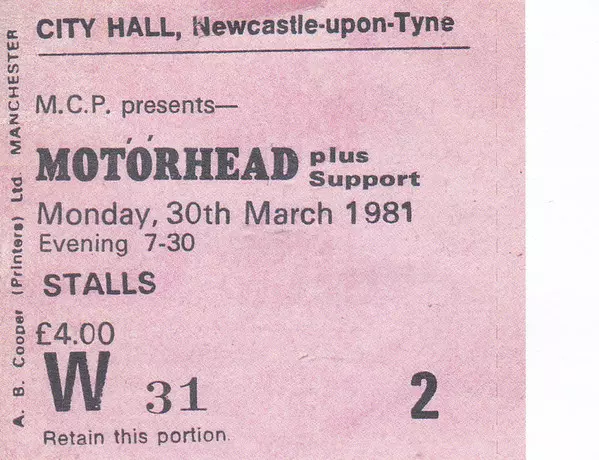 CITY HALL, Newcastle-upon-Tyne
M.C.P. presents—
MOTÖRHEAD plus Support
Monday, 30th March 1981
Evening 7-30
STALLS
£4.00
W 31 2
Retain this portion.
A. B. Cooper (Printers) Ltd. MANCHESTER